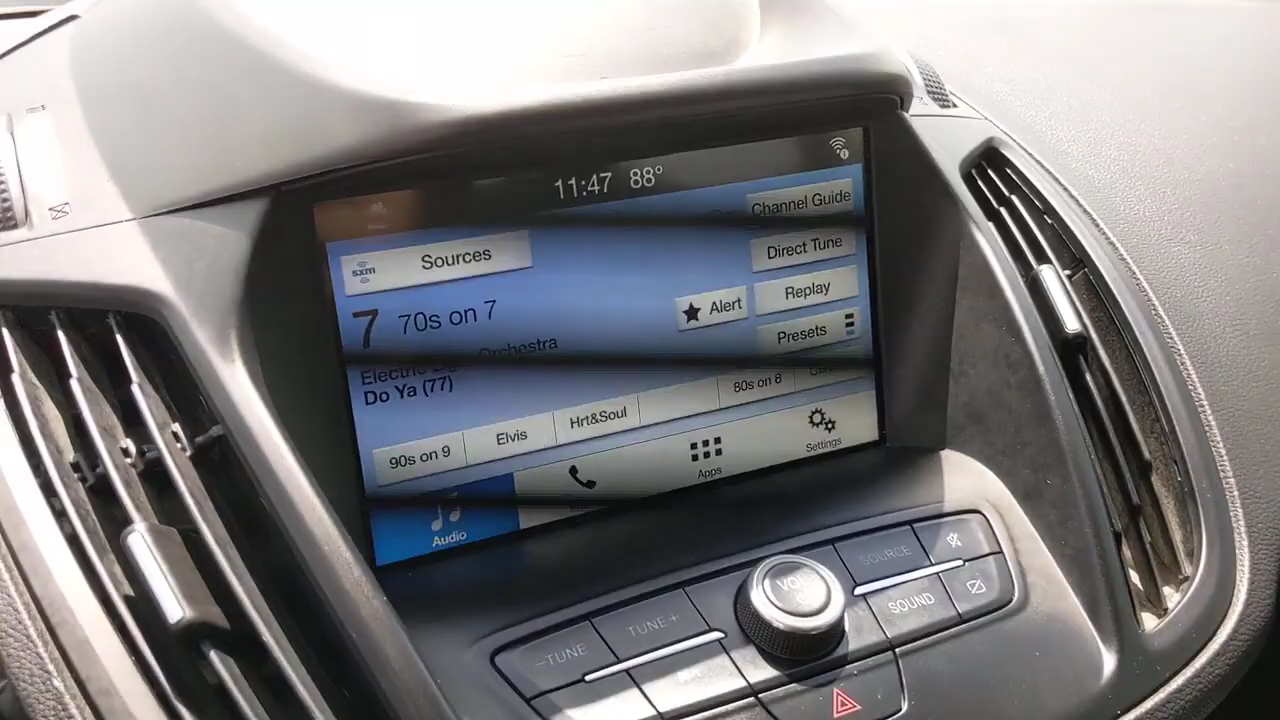 11:47 88°
Channel Guide
sxm Sources
Direct Tune
7 70s on 7
Alert
Replay
Presets
Electric Orchestra
Do Ya (77)
90s on 9 Elvis Hrt&Soul 80s on 8
Audio
Apps
Settings
-TUNE
TUNE+
VOL
SOURCE
SOUND